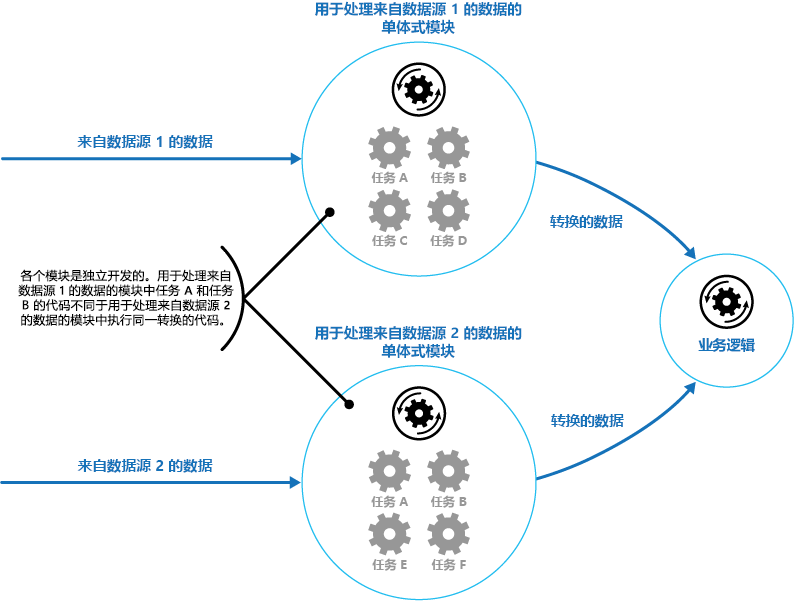 用于处理来自数据源 1 的数据的
单体式模块
来自数据源 1 的数据
任务 A
任务 B
任务 C
任务 D
转换的数据
各个模块是独立开发的。用于处理来自
数据源 1 的数据的模块中任务 A 和任务
B 的代码不同于用于处理来自数据源 2
的数据的模块中执行同一转换的代码。
业务逻辑
用于处理来自数据源 2 的数据的
单体式模块
转换的数据
来自数据源 2 的数据
任务 A
任务 B
任务 E
任务 F